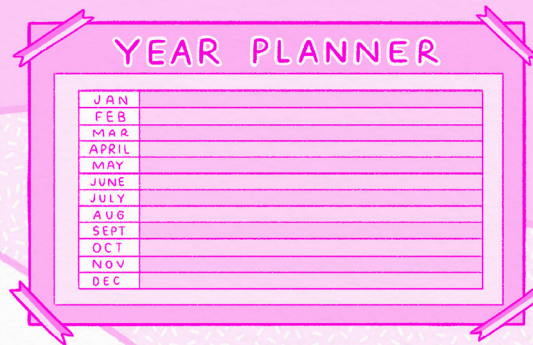 YEAR PLANNER
JAN
FEB
MAR
APRIL
MAY
JUNE
JULY
AUG
SEPT
OCT
NOV
DEC